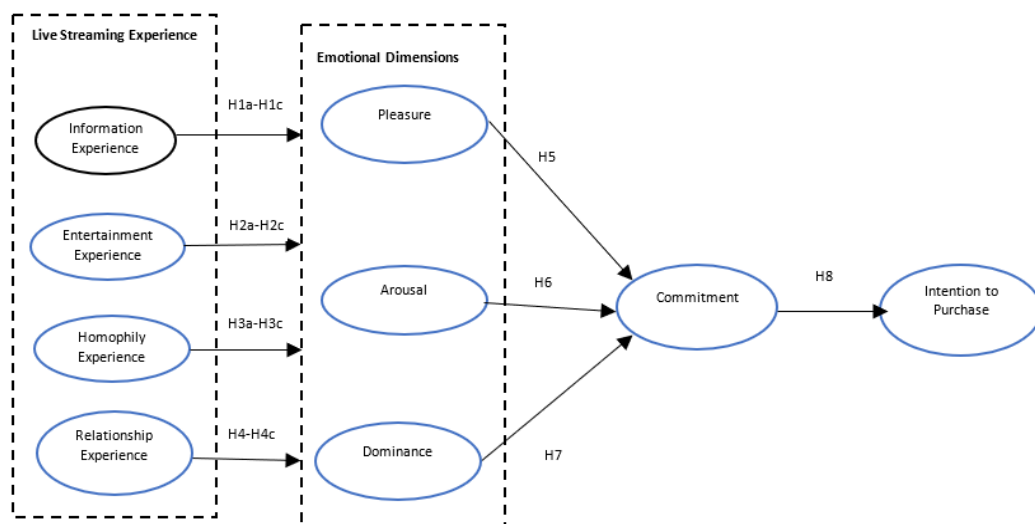 Live Streaming Experience
Emotional Dimensions
H1a-H1c
Information
Experience
Pleasure
H5
H2a-H2c
Entertainment
Experience
Arousal
H6
Commitment
H8
Intention to
Purchase
H3a-H3c
Homophily
Experience
H4-H4c
Relationship
Experience
Dominance
H7